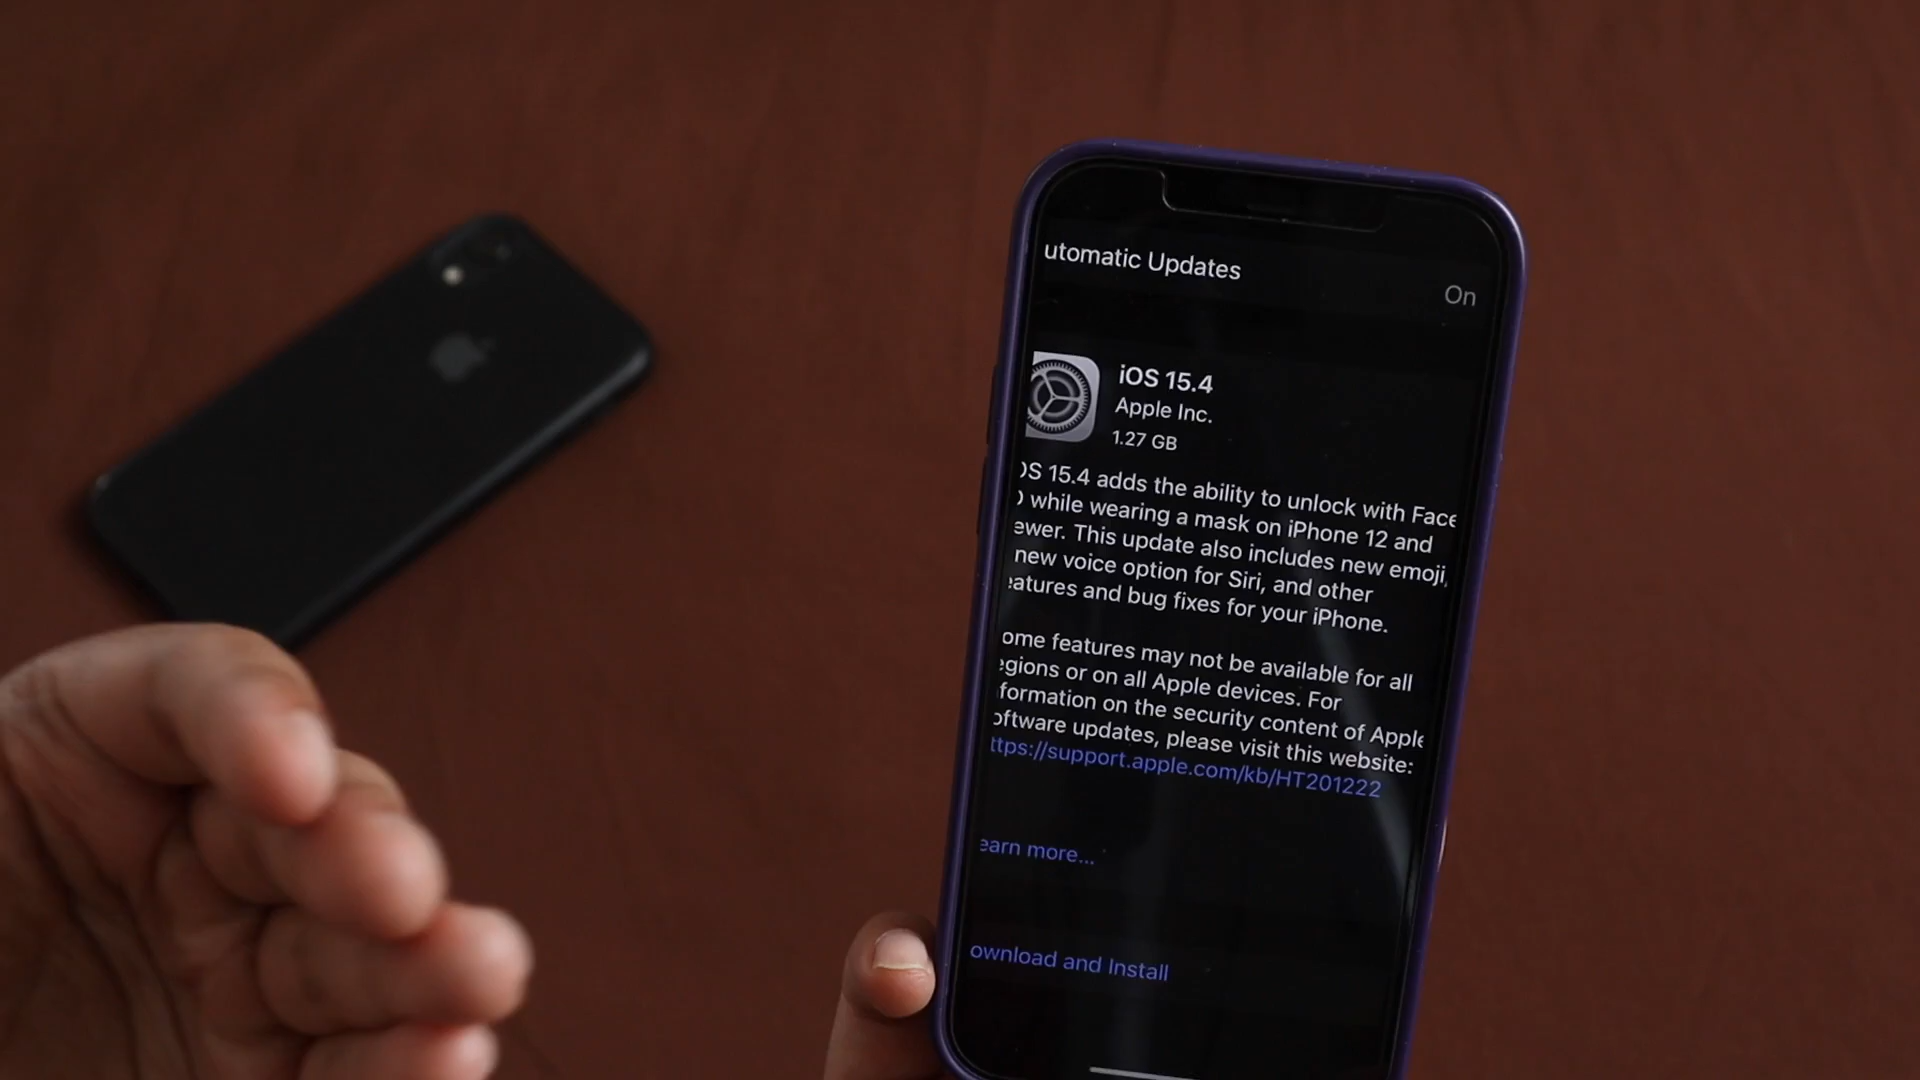 utomatic Updates
On
iOS 15.4
Apple Inc.
1.27 GB
OS 15.4 adds the ability to unlock with Face
D while wearing a mask on iPhone 12 and
ewer. This update also includes new emoji,
new voice option for Siri, and other
eatures and bug fixes for your iPhone.
ome features may not be available for all
egions or on all Apple devices. For
formation on the security content of Apple
oftware updates, please visit this website:
ttps://support.apple.com/kb/HT201222
earn more...
ownload and Install